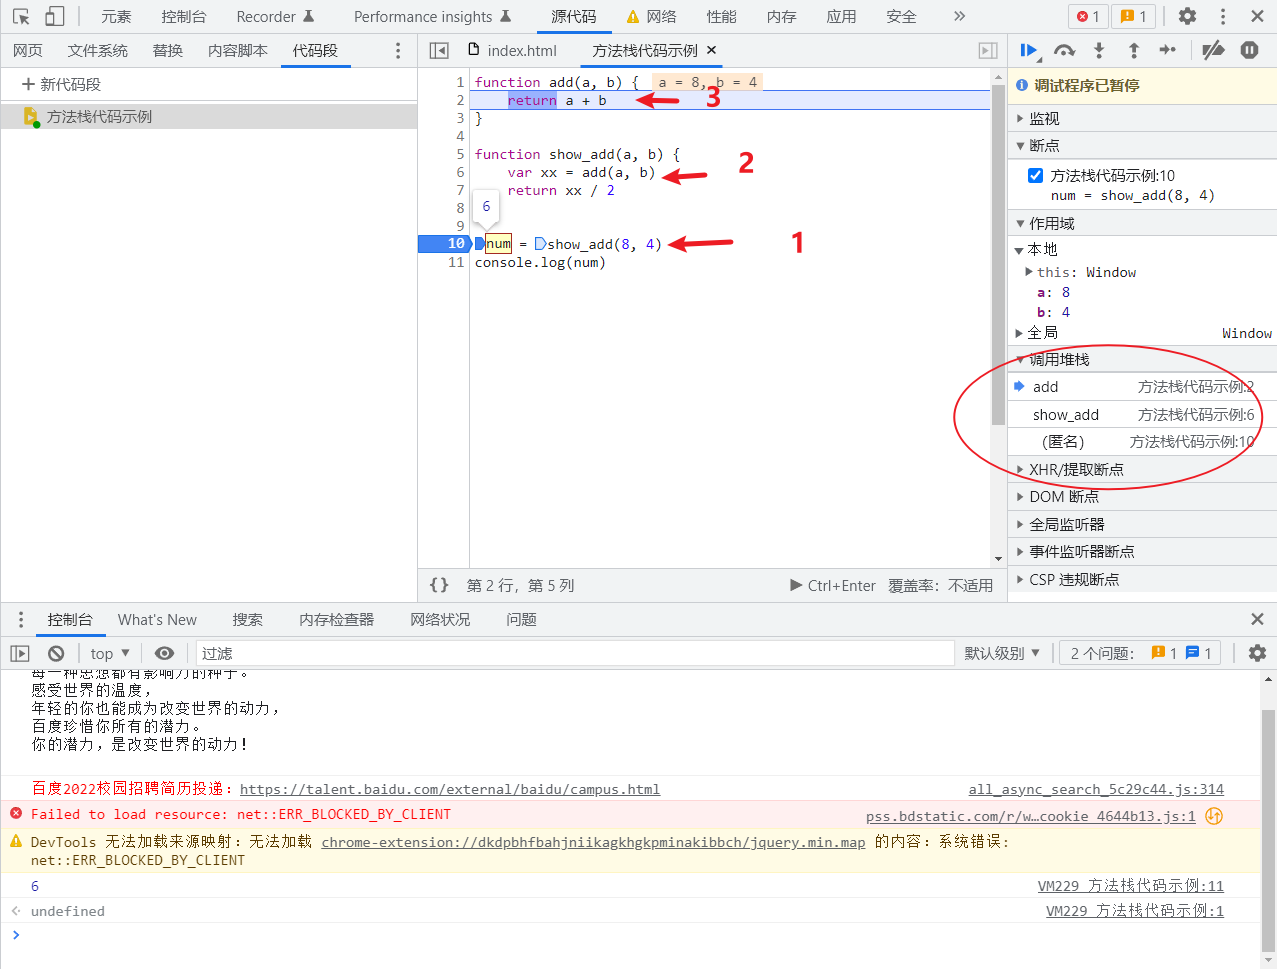 元素 控制台 Recorder Performance insights 源代码 网络 性能 内存 应用 安全 » 1 1
网页 文件系统 替换 内容脚本 代码段 index.html 方法栈代码示例 ×
+ 新代码段
方法栈代码示例
1 function add(a, b) { a = 8, b = 4
2 return a + b 3
3 }
4
5 function show_add(a, b) {
6 var xx = add(a, b) 2
7 return xx / 2
8 6
9
10 num = show_add(8, 4) 1
11 console.log(num)
{} 第 2 行，第 5 列 Ctrl+Enter 覆盖率：不适用
调试程序已暂停
监视
断点
方法栈代码示例:10
num = show_add(8, 4)
作用域
本地
this: Window
a: 8
b: 4
全局 Window
调用堆栈
add 方法栈代码示例:2
show_add 方法栈代码示例:6
(匿名) 方法栈代码示例:10
XHR/提取断点
DOM 断点
全局监听器
事件监听器断点
CSP 违规断点
控制台 What's New 搜索 内存检查器 网络状况 问题
top 过滤 默认级别 2 个问题： 1 1
每一种思想都有影响力的种子。
感受世界的温度，
年轻的你也能成为改变世界的动力，
百度珍惜你所有的潜力。
你的潜力，是改变世界的动力！
百度2022校园招聘简历投递：https://talent.baidu.com/external/baidu/campus.html all_async_search_5c29c44.js:314
Failed to load resource: net::ERR_BLOCKED_BY_CLIENT pss.bdstatic.com/r/w…cookie_4644b13.js:1
DevTools 无法加载来源映射：无法加载 chrome-extension://dkdpbhfbahjniikagkhgkpminakibbch/jquery.min.map 的内容：系统错误:
net::ERR_BLOCKED_BY_CLIENT
6 VM229 方法栈代码示例:11
undefined VM229 方法栈代码示例:1